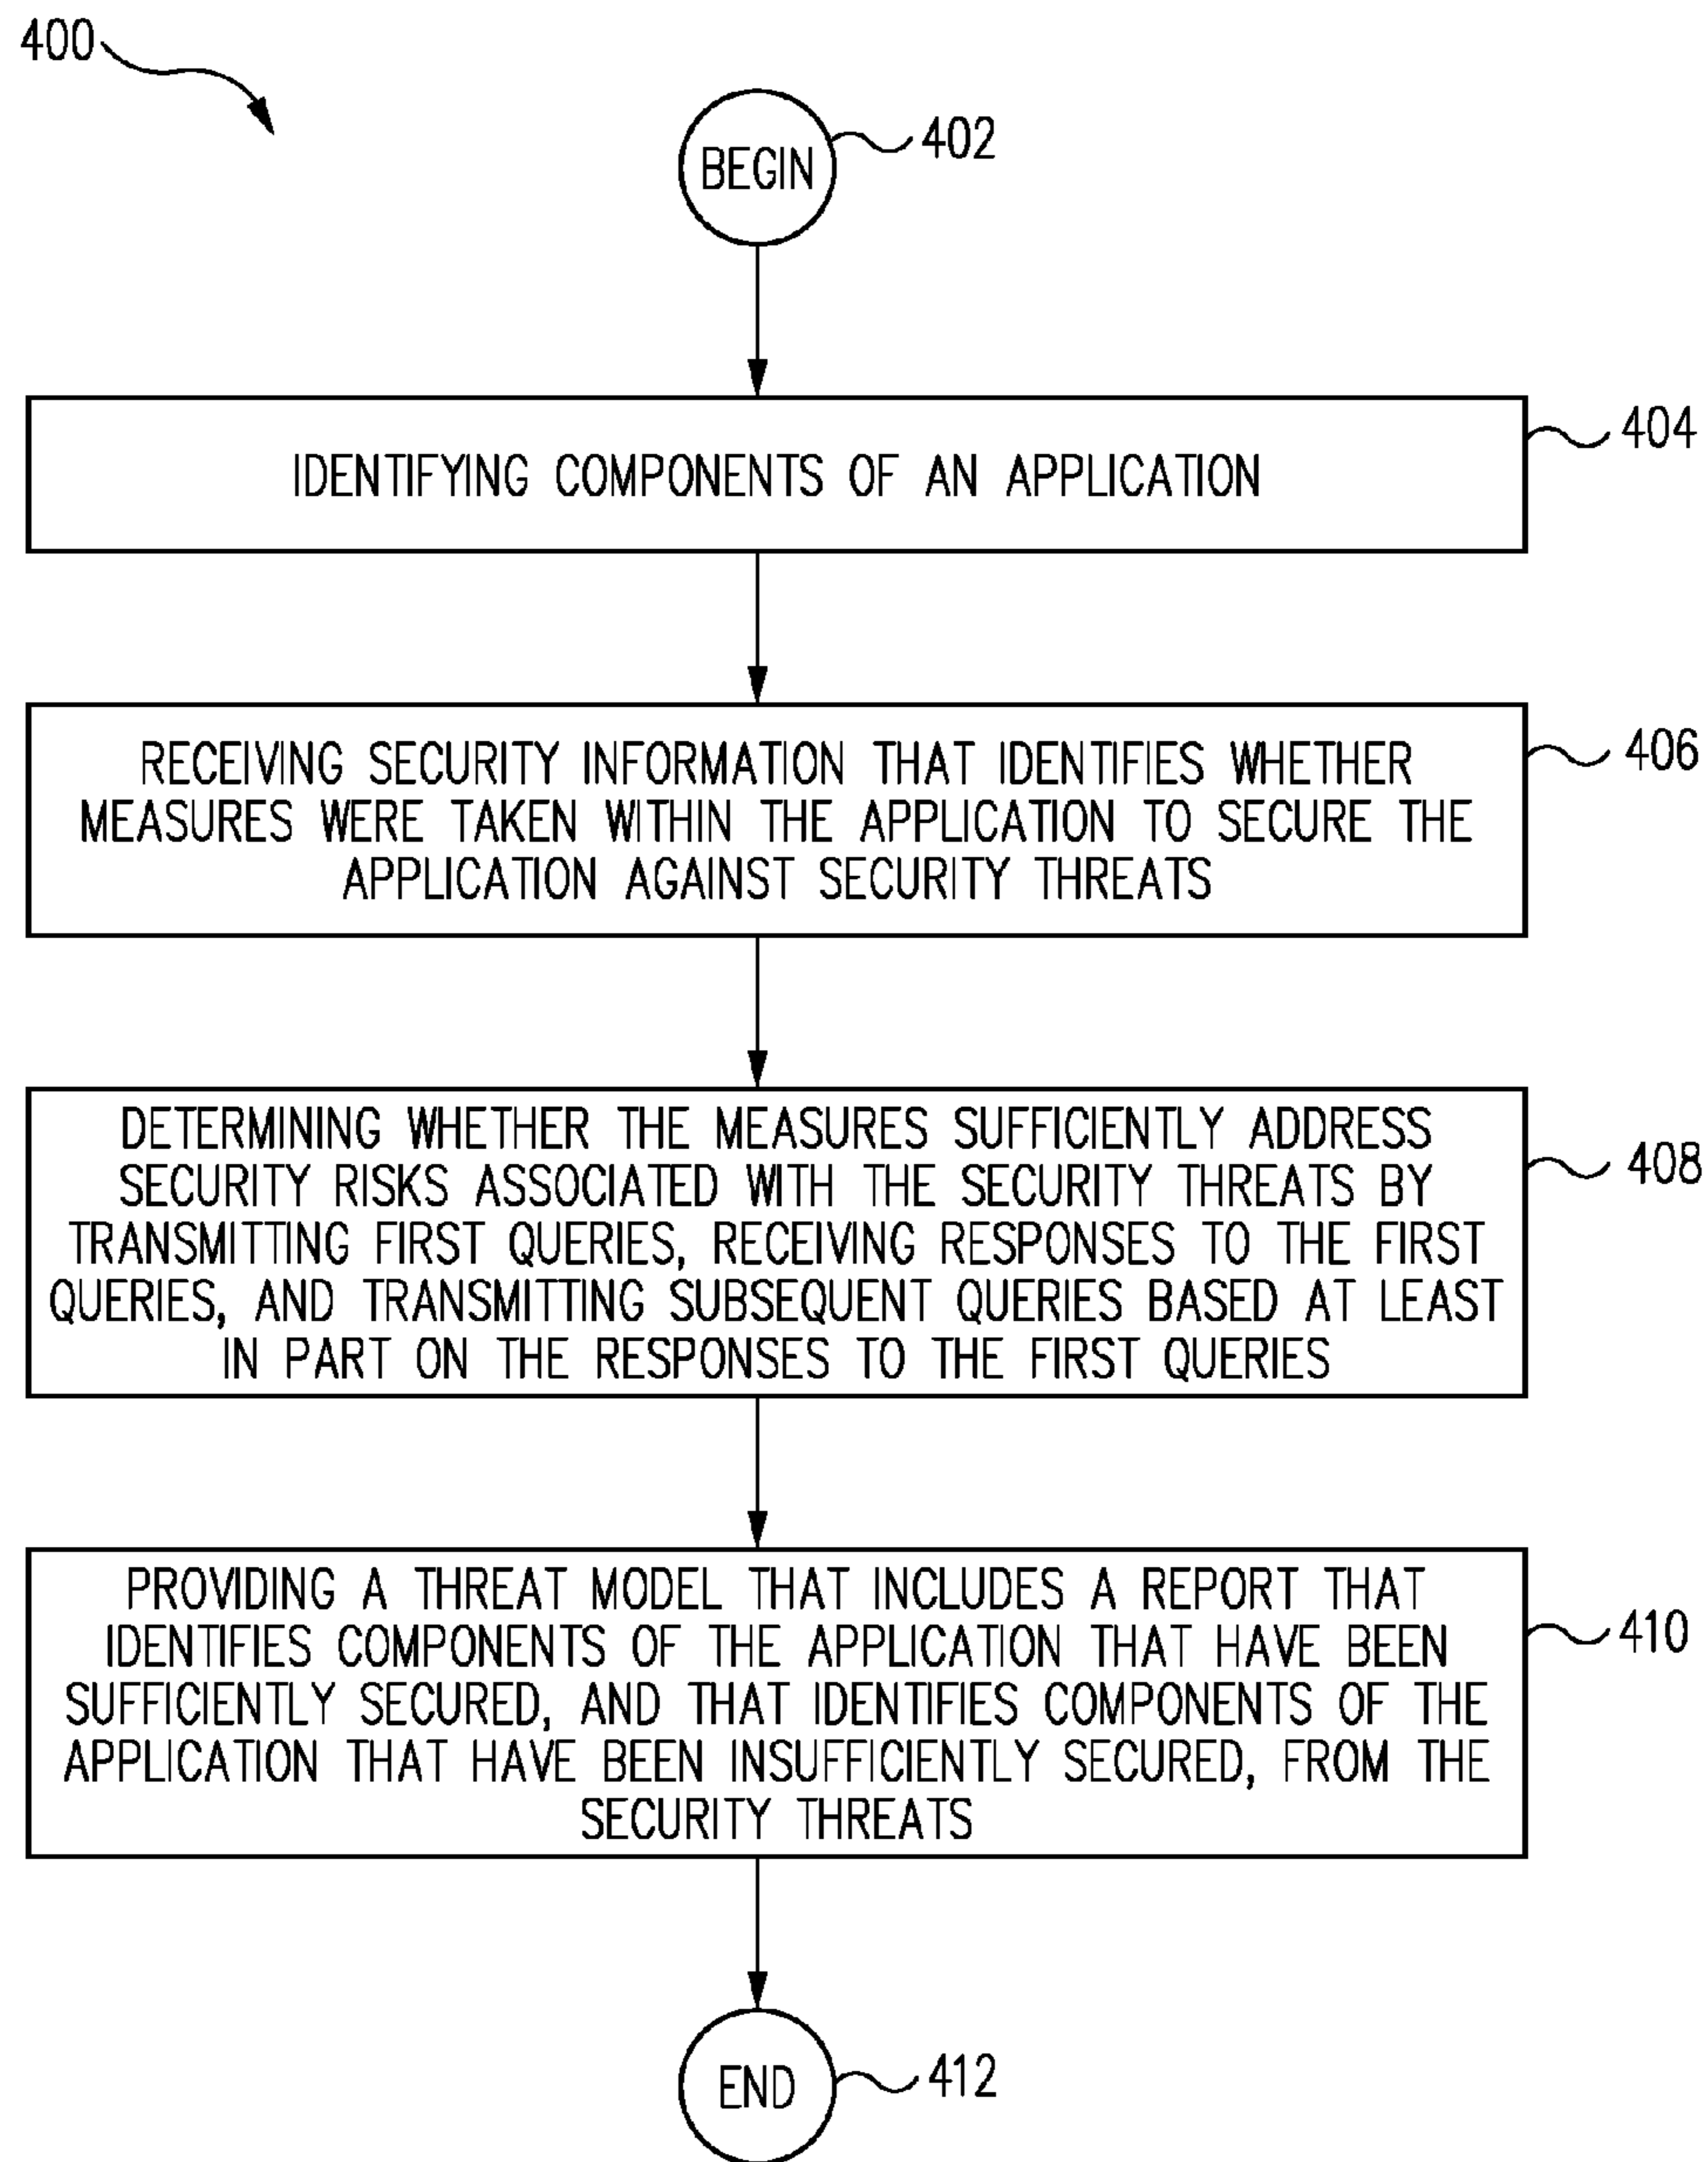 400
BEGIN
402
IDENTIFYING COMPONENTS OF AN APPLICATION
404
RECEIVING SECURITY INFORMATION THAT IDENTIFIES WHETHER
MEASURES WERE TAKEN WITHIN THE APPLICATION TO SECURE THE
APPLICATION AGAINST SECURITY THREATS
406
DETERMINING WHETHER THE MEASURES SUFFICIENTLY ADDRESS
SECURITY RISKS ASSOCIATED WITH THE SECURITY THREATS BY
TRANSMITTING FIRST QUERIES, RECEIVING RESPONSES TO THE FIRST
QUERIES, AND TRANSMITTING SUBSEQUENT QUERIES BASED AT LEAST
IN PART ON THE RESPONSES TO THE FIRST QUERIES
408
PROVIDING A THREAT MODEL THAT INCLUDES A REPORT THAT
IDENTIFIES COMPONENTS OF THE APPLICATION THAT HAVE BEEN
SUFFICIENTLY SECURED, AND THAT IDENTIFIES COMPONENTS OF THE
APPLICATION THAT HAVE BEEN INSUFFICIENTLY SECURED, FROM THE
SECURITY THREATS
410
END
412